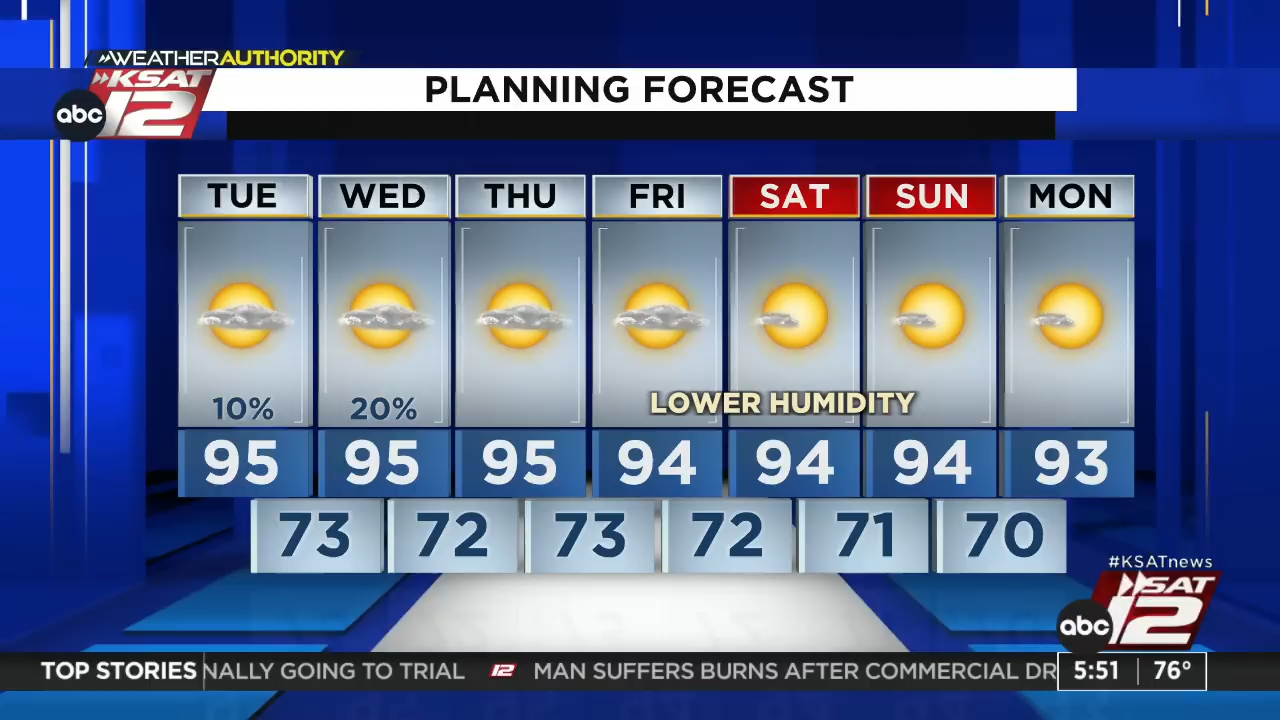 WEATHERAUTHORITY
KSAT
abc 12
PLANNING FORECAST
TUE WED THU FRI SAT SUN MON
10% 20% LOWER HUMIDITY
95 95 95 94 94 94 93
73 72 73 72 71 70
#KSATnews
KSAT
abc 12
TOP STORIES NALLY GOING TO TRIAL 12 MAN SUFFERS BURNS AFTER COMMERCIAL DR 5:51 76°